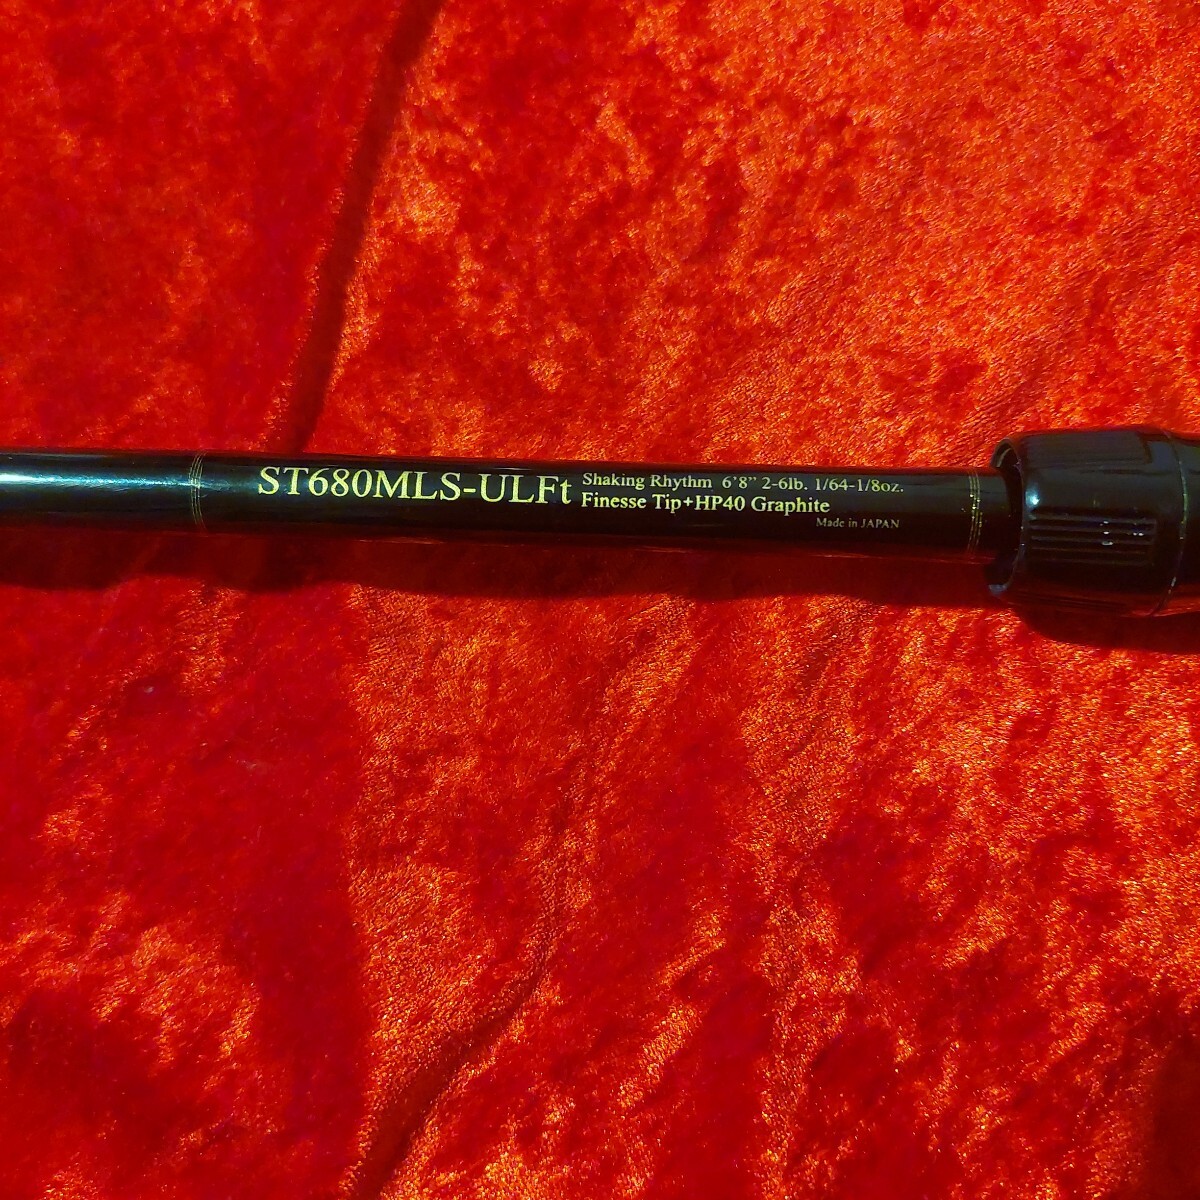 ST680MLS-ULFt
Shaking Rhythm 6'8" 2-6lb. 1/64-1/8oz.
Finesse Tip+HP40 Graphite
Made in JAPAN